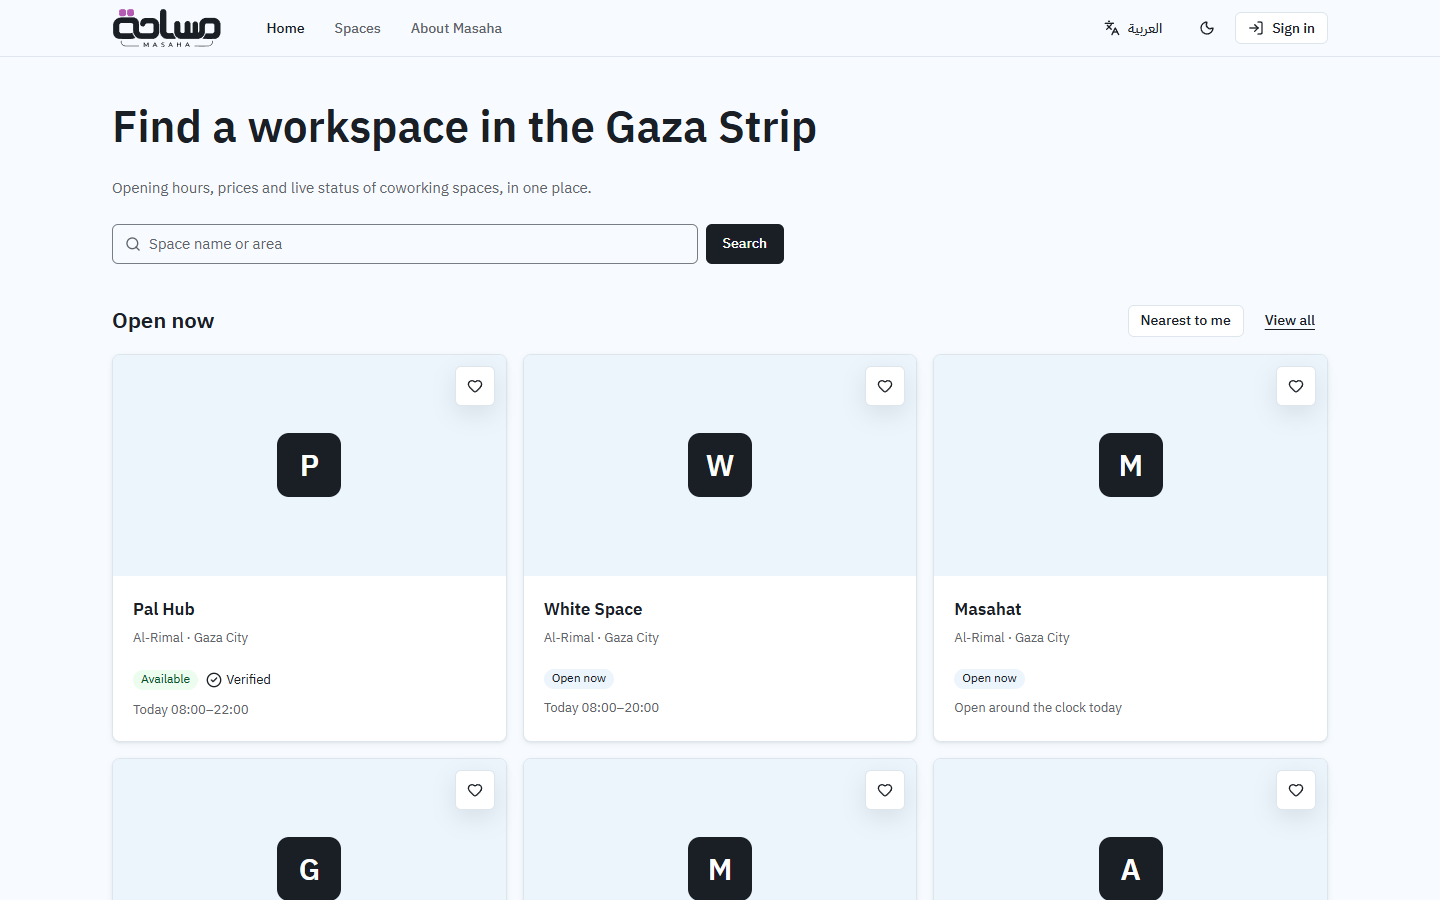 مساحة
MASAHA
Home
Spaces
About Masaha
العربية
Sign in
Find a workspace in the Gaza Strip
Opening hours, prices and live status of coworking spaces, in one place.
Space name or area
Search
Open now
Nearest to me
View all
P
W
M
Pal Hub
Al-Rimal · Gaza City
Available
Verified
Today 08:00–22:00
White Space
Al-Rimal · Gaza City
Open now
Today 08:00–20:00
Masahat
Al-Rimal · Gaza City
Open now
Open around the clock today
G
M
A